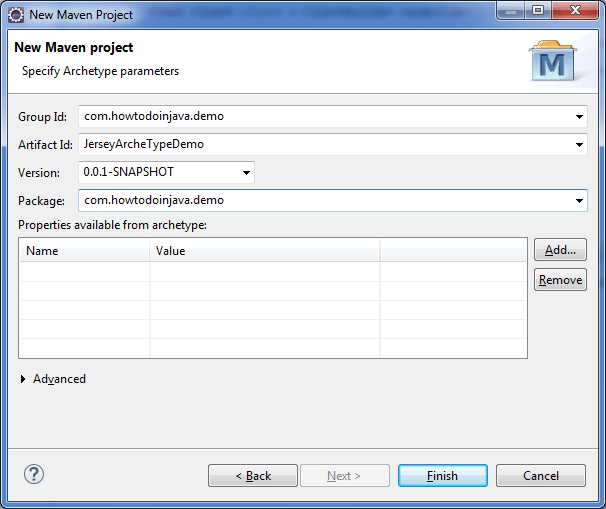 New Maven Project
New Maven project
Specify Archetype parameters
M
Group Id: com.howtodoinjava.demo
Artifact Id: JerseyArcheTypeDemo
Version: 0.0.1-SNAPSHOT
Package: com.howtodoinjava.demo
Properties available from archetype:
Name Value
Add...
Remove
Advanced
? < Back Next > Finish Cancel